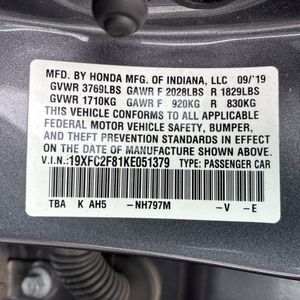 MFD. BY HONDA MFG. OF INDIANA, LLC 09/'19
GVWR 3769LBS GAWR F 2028LBS R 1829LBS
GVWR 1710KG GAWR F 920KG R 830KG
THIS VEHICLE CONFORMS TO ALL APPLICABLE
FEDERAL MOTOR VEHICLE SAFETY, BUMPER,
AND THEFT PREVENTION STANDARDS IN EFFECT
ON THE DATE OF MANUFACTURE SHOWN ABOVE.
V.I.N.:19XFC2F81KE051379 TYPE: PASSENGER CAR
TBA K AH5 -NH797M -V -E